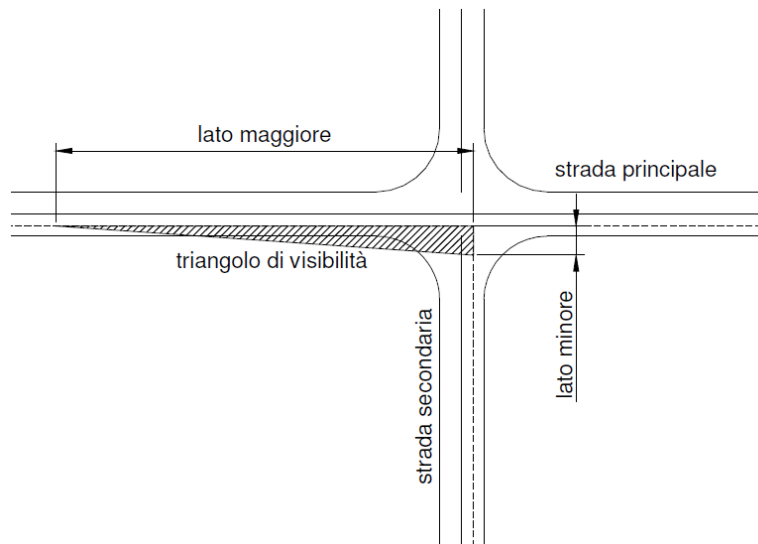 lato maggiore
strada principale
triangolo di visibilità
strada secondaria
lato minore